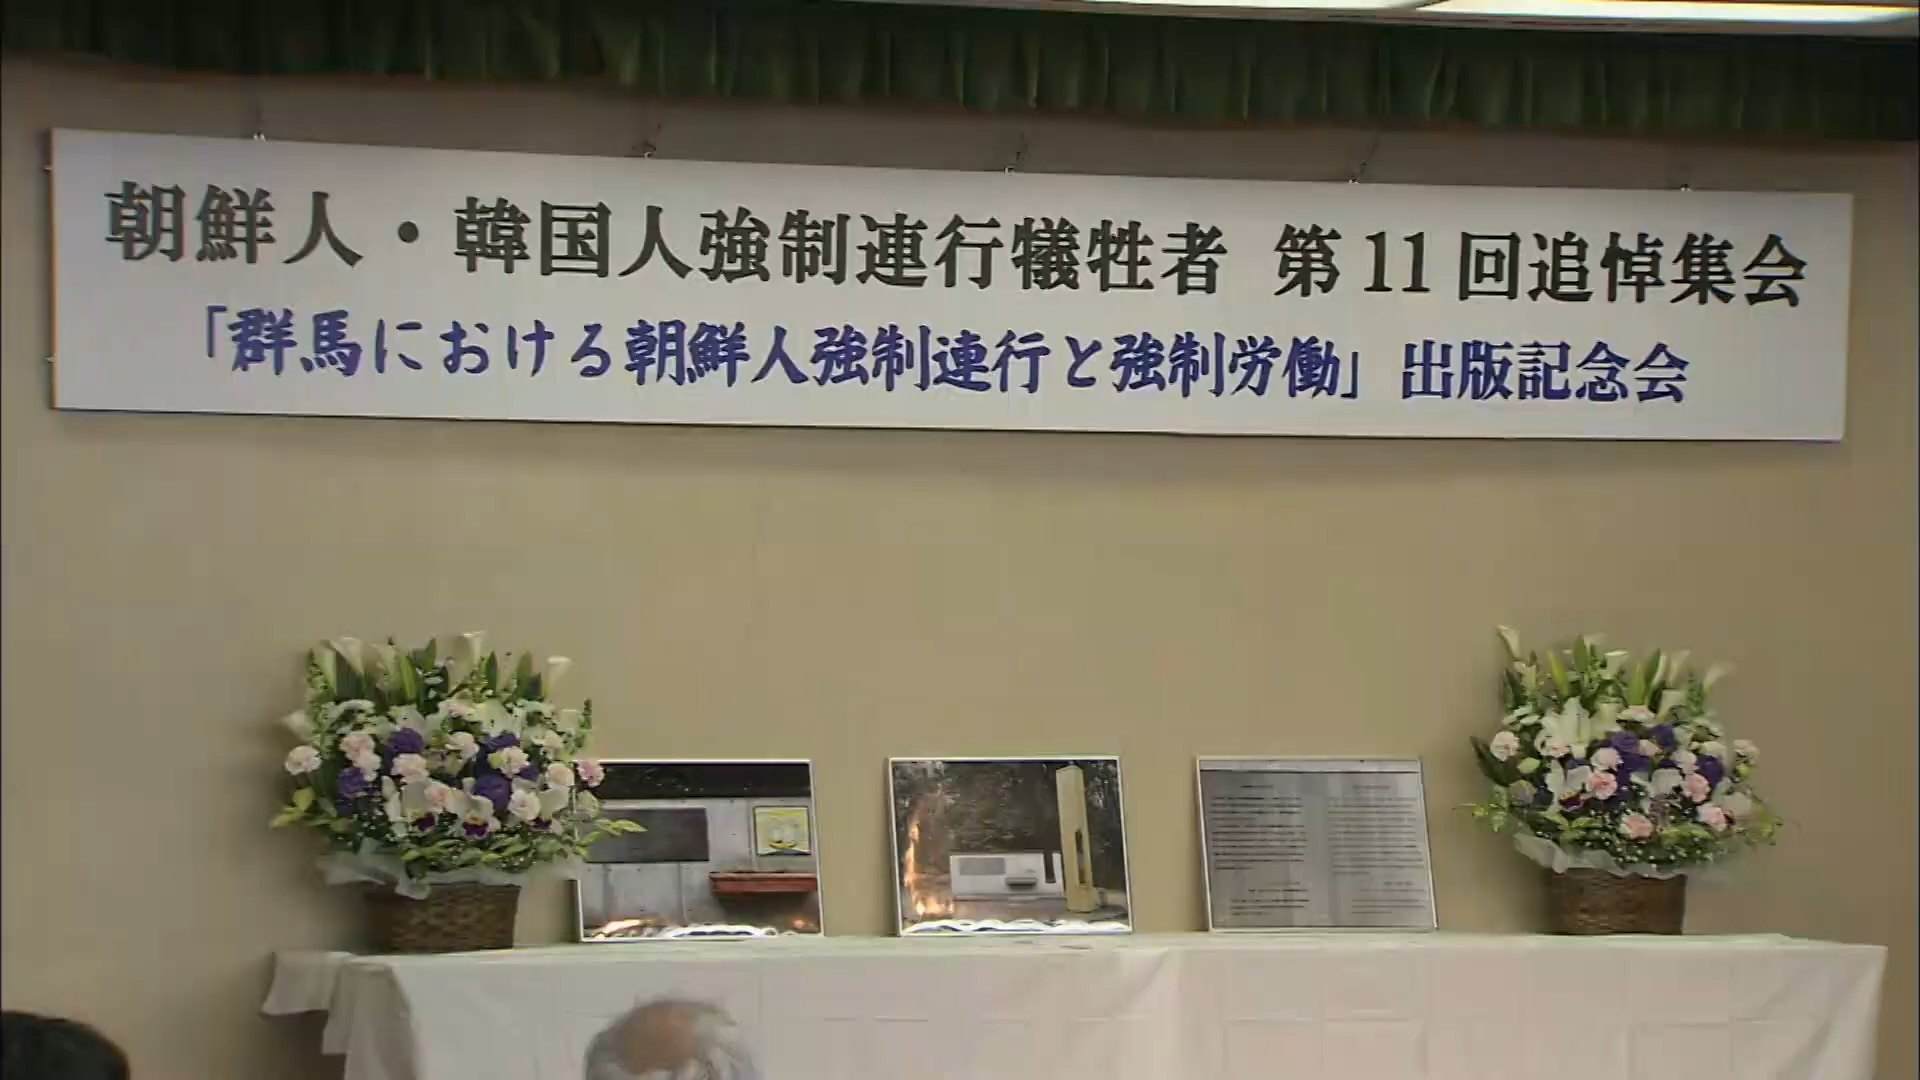 朝鮮人・韓国人強制連行犠牲者 第11回追悼集会
「群馬における朝鮮人強制連行と強制労働」出版記念会